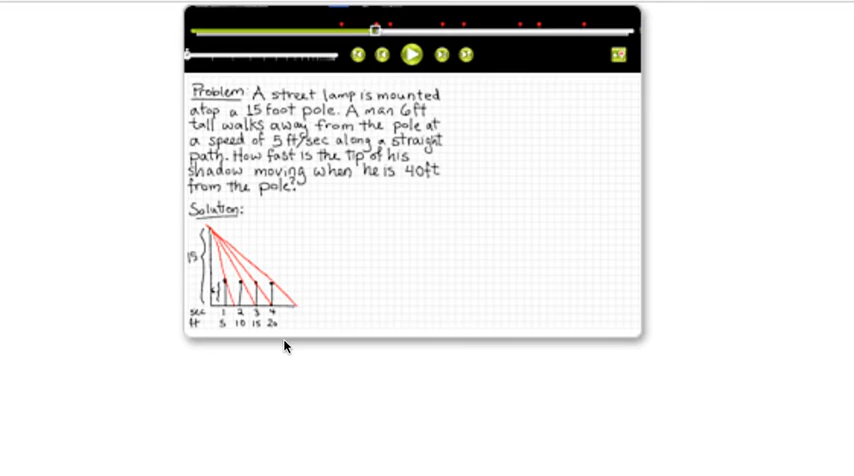 Problem: A street lamp is mounted
atop a 15 foot pole. A man 6ft
tall walks away from the pole at
a speed of 5 ft/sec along a straight
path. How fast is the tip of his
shadow moving when he is 40ft
from the pole?
Solution:
15
sec 1 2 3 4
ft 5 10 15 20